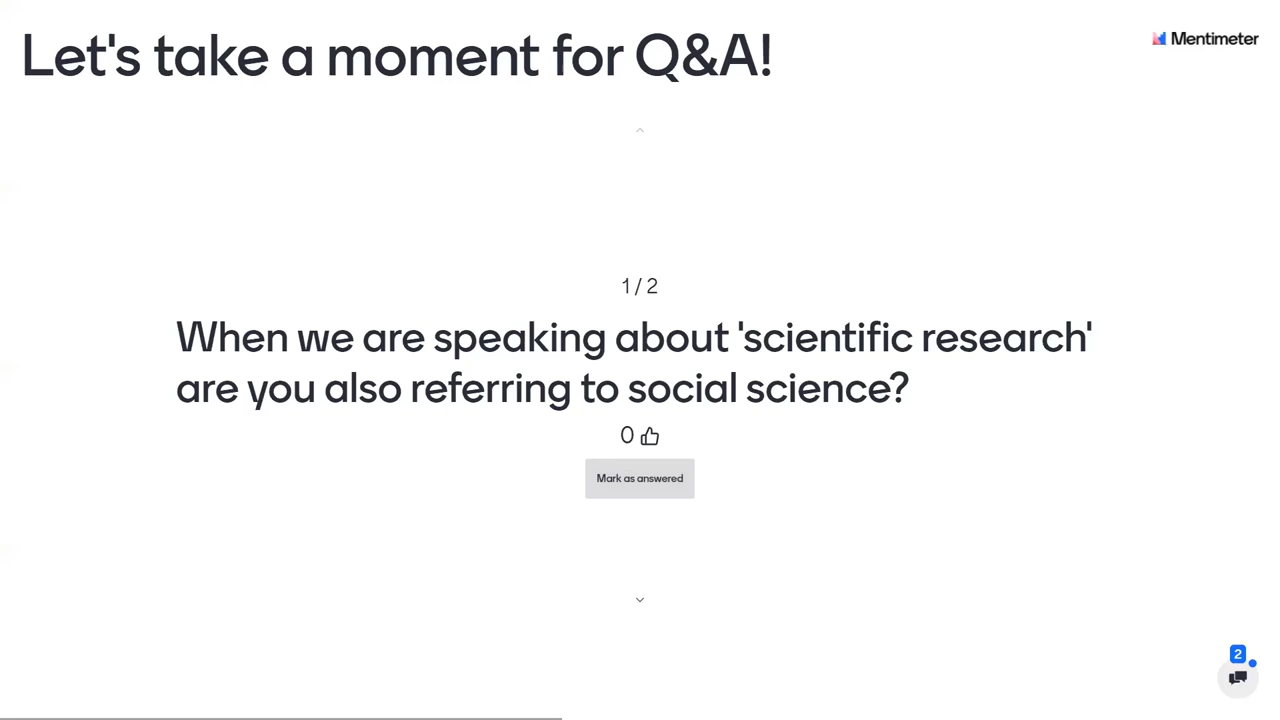 Let's take a moment for Q&A!
Mentimeter
1 / 2
When we are speaking about 'scientific research'
are you also referring to social science?
0
Mark as answered
2